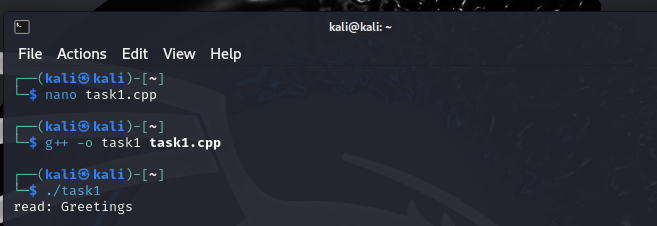 kali@kali: ~
File Actions Edit View Help
┌──(kali㉿kali)-[~]
└─$ nano task1.cpp
┌──(kali㉿kali)-[~]
└─$ g++ -o task1 task1.cpp
┌──(kali㉿kali)-[~]
└─$ ./task1
read: Greetings